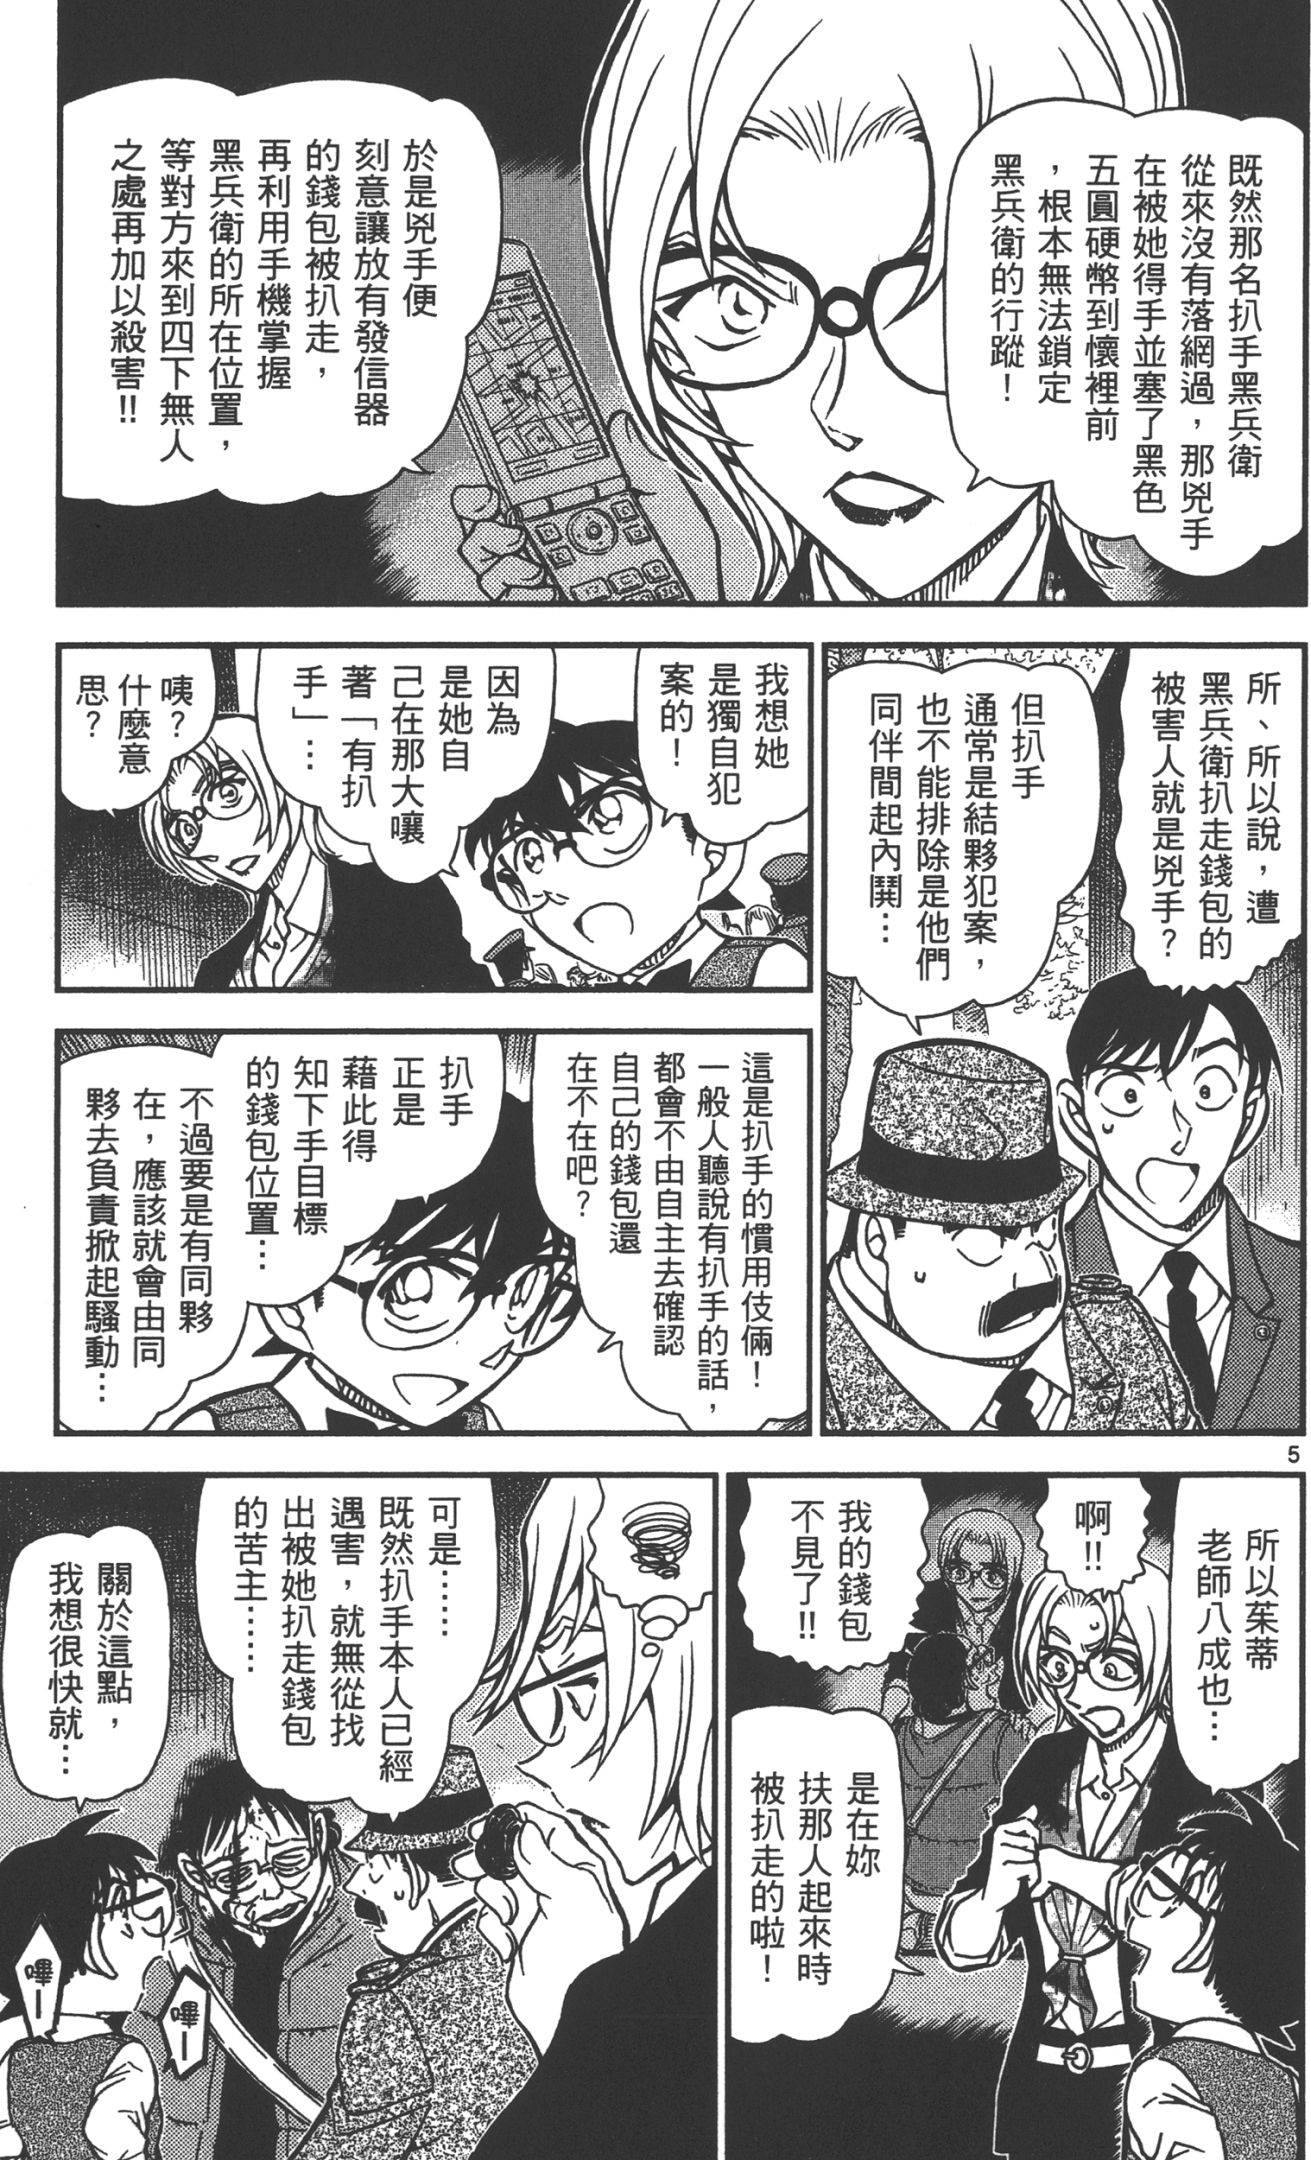 既然那名扒手黑兵衛
從來沒有落網過，那兇手
在被她得手並塞了黑色
五圓硬幣到懷裡前
，根本無法鎖定
黑兵衛的行蹤！
於是兇手便
刻意讓放有發信器
的錢包被扒走，
再利用手機掌握
黑兵衛的所在位置，
等對方來到四下無人
之處再加以殺害！！
所、所以說，遭
黑兵衛扒走錢包的
被害人就是兇手？
但扒手
通常是結夥犯案，
也不能排除是他們
同伴間起內鬨…
我想她
是獨自犯
案的！
因為
是她自
己在那大嚷
著「有扒
手」…
咦？
什麼意
思？
這是扒手的慣用伎倆！
一般人聽說有扒手的話，
都會不由自主去確認
自己的錢包還
在不在吧？
扒手
正是
藉此得
知下手目標
的錢包位置…
不過要是有同夥
在，應該就會由同
夥去負責掀起騷動…
5
所以茱蒂
老師八成也…
啊！！
我的錢包
不見了！！
是在妳
扶那人起來時
被扒走的啦！
可是……
既然扒手本人已經
遇害，就無從找
出被她扒走錢包
的苦主……
關於這點，
我想很快就…
嗶—
嗶—